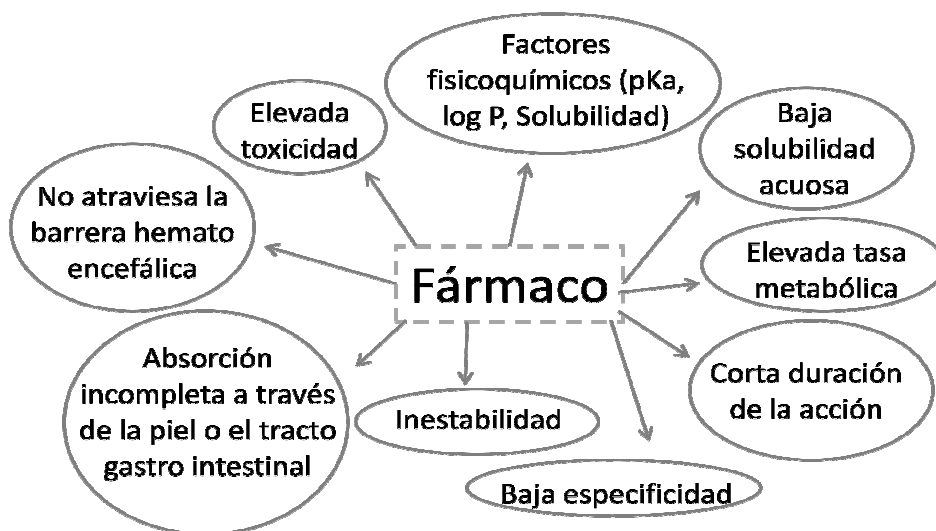 Factores
fisicoquímicos (pKa,
log P, Solubilidad)
Elevada
toxicidad
Baja
solubilidad
acuosa
No atraviesa la
barrera hemato
encefálica
Fármaco
Elevada tasa
metabólica
Absorción
incompleta a través
de la piel o el tracto
gastro intestinal
Inestabilidad
Corta duración
de la acción
Baja especificidad